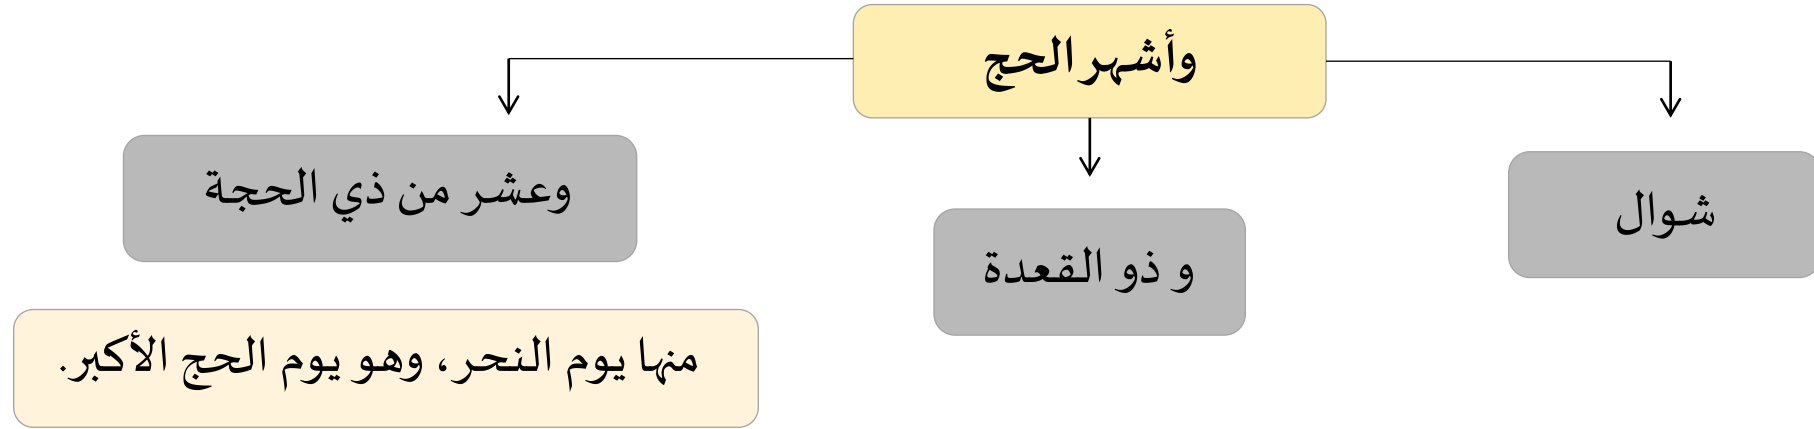 وأشهر الحج
شوال
و ذو القعدة
وعشر من ذي الحجة
منها يوم النحر، وهو يوم الحج الأكبر.